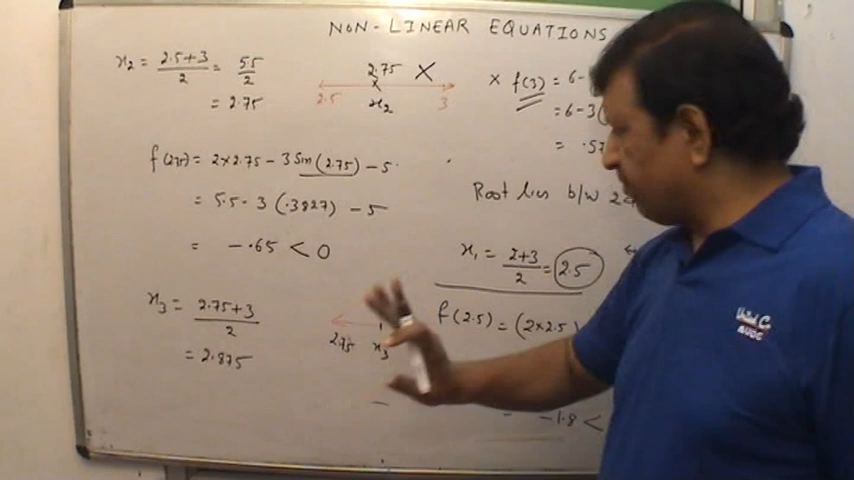 NON-LINEAR EQUATIONS
x₂ = (2.5+3)/2 = 5.5/2
= 2.75
2.75 X
2.5 x₂ 3
f(2.75) = 2×2.75 - 3 Sin(2.75) - 5
= 5.5 - 3(.3827) - 5
= -.65 < 0
x₃ = (2.75+3)/2
= 2.875
2.75 x₃
x f(3) = 6-
= 6-3(
= .57
Root lies b/w 2
x₁ = (2+3)/2 = 2.5
f(2.5) = (2×2.5)
= -1.8 <